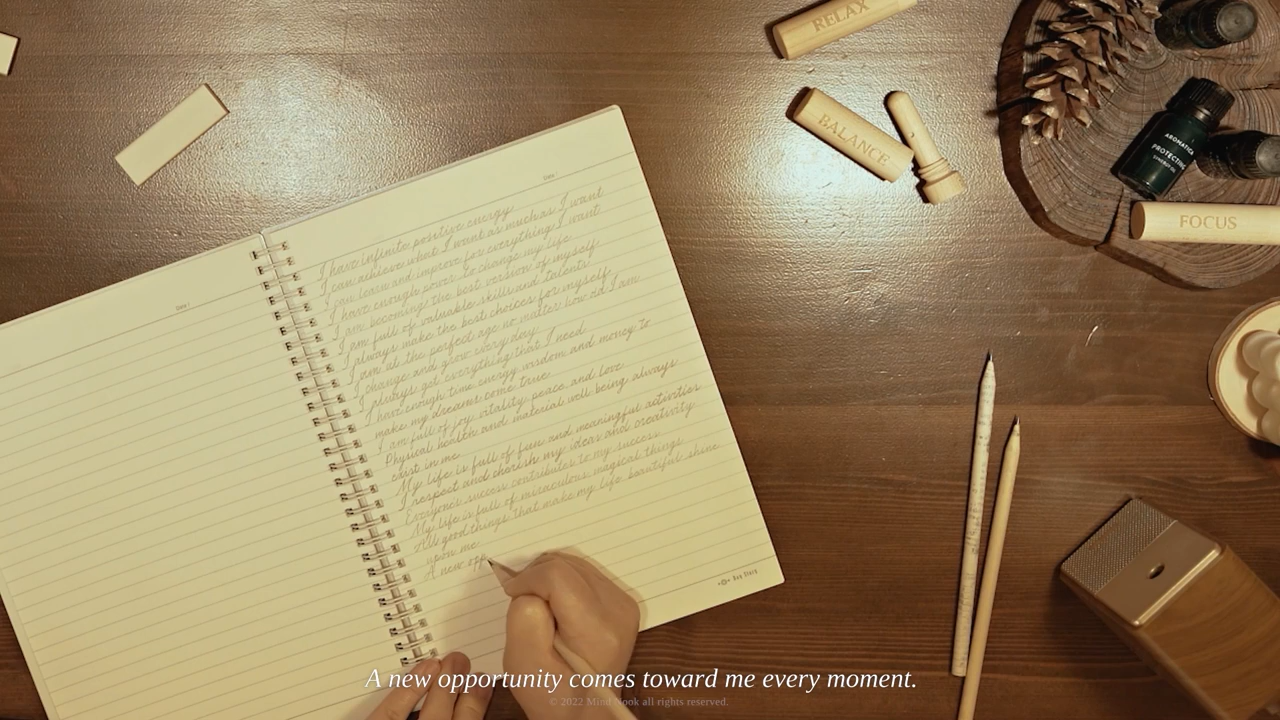 RELAX
BALANCE
AROMATICA
PROTECTING
FOCUS
Date /
Date /
I have infinite positive energy
I can achieve what I want as much as I want
I can learn and improve for everything I want
I have enough power to change my life
I am becoming the best version of myself
I am full of valuable skills and talents!
I always make the best choices for myself
I am at the perfect age no matter how old I am
I change and grow every day
I always get everything that I need
I have enough time energy wisdom and money to
make my dreams come true
I am full of joy, vitality, peace, and love
Physical health and material well being always
exist in me
My life is full of fun and meaningful activities
I respect and cherish my ideas and creativity
Everyone's success contributes to my success
My life is full of miraculous magical things
All good things that make my life beautiful shine
upon me
A new opp
A new opportunity comes toward me every moment.
© 2022 Mind Nook all rights reserved.